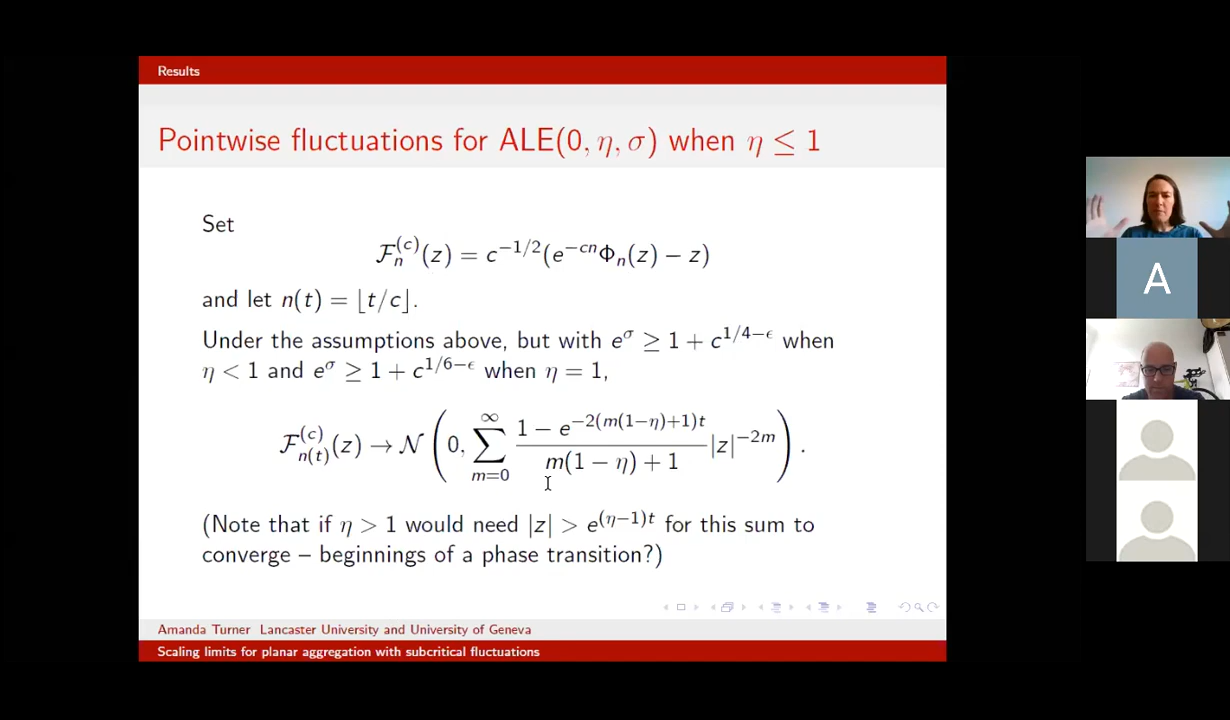 Results
Pointwise fluctuations for ALE(0, η, σ) when η ≤ 1
Set
ℱₙ⁽ᶜ⁾(z) = c^{−1/2}(e^{−cn}Φₙ(z) − z)
and let n(t) = ⌊t/c⌋.
Under the assumptions above, but with e^σ ≥ 1 + c^{1/4−ϵ} when
η < 1 and e^σ ≥ 1 + c^{1/6−ϵ} when η = 1,
ℱ_{n(t)}^{(c)}(z) → 𝒩 (0, ∑_{m=0}^{∞} \frac{1 − e^{−2(m(1−η)+1)t}}{m(1 − η) + 1} |z|^{−2m}) .
(Note that if η > 1 would need |z| > e^{(η−1)t} for this sum to
converge – beginnings of a phase transition?)
Amanda Turner Lancaster University and University of Geneva
Scaling limits for planar aggregation with subcritical fluctuations
A